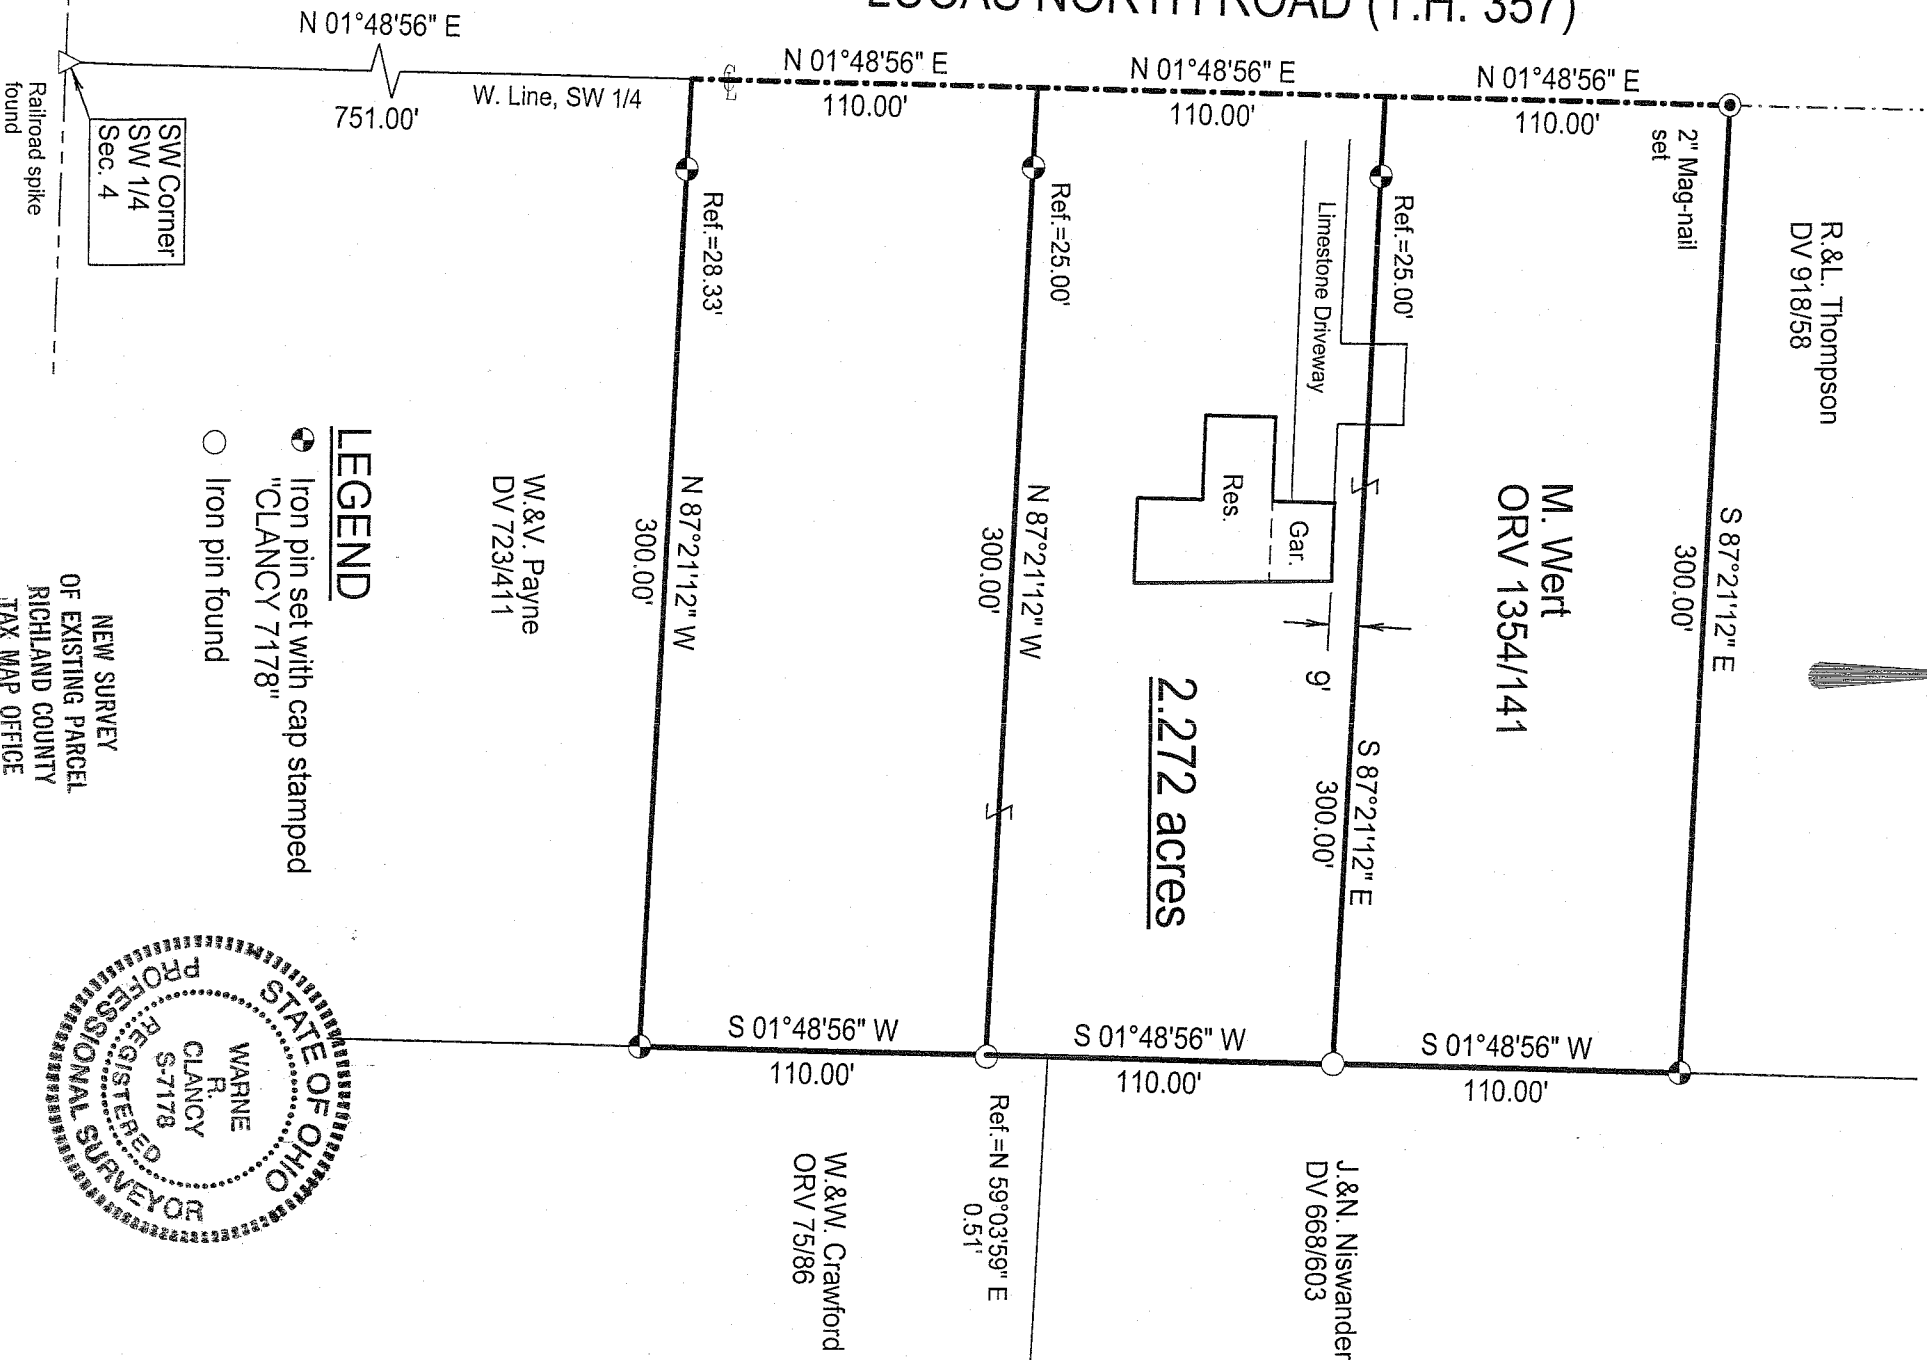 LUCAS NORTH ROAD (T.H. 357)
N 01°48'56" E
751.00'
W. Line, SW 1/4
N 01°48'56" E
110.00'
N 01°48'56" E
110.00'
N 01°48'56" E
110.00'
Railroad spike
found
SW Corner
SW 1/4
Sec. 4
2" Mag-nail
set
R.&L. Thompson
DV 918/58
Ref.=28.33'
Ref.=25.00'
Ref.=25.00'
Limestone Driveway
Res.
Gar.
9'
M. Wert
ORV 1354/141
S 87°21'12" E
300.00'
2.272 acres
S 87°21'12" E
300.00'
N 87°21'12" W
300.00'
N 87°21'12" W
300.00'
W.&V. Payne
DV 723/411
LEGEND
Iron pin set with cap stamped
"CLANCY 7178"
Iron pin found
NEW SURVEY
OF EXISTING PARCEL
RICHLAND COUNTY
TAX MAP OFFICE
S 01°48'56" W
110.00'
S 01°48'56" W
110.00'
S 01°48'56" W
110.00'
Ref.=N 59°03'59" E
0.51'
W.&W. Crawford
ORV 75/86
J.&N. Niswander
DV 668/603
STATE OF OHIO
WARNE
R.
CLANCY
S-7178
REGISTERED
PROFESSIONAL SURVEYOR